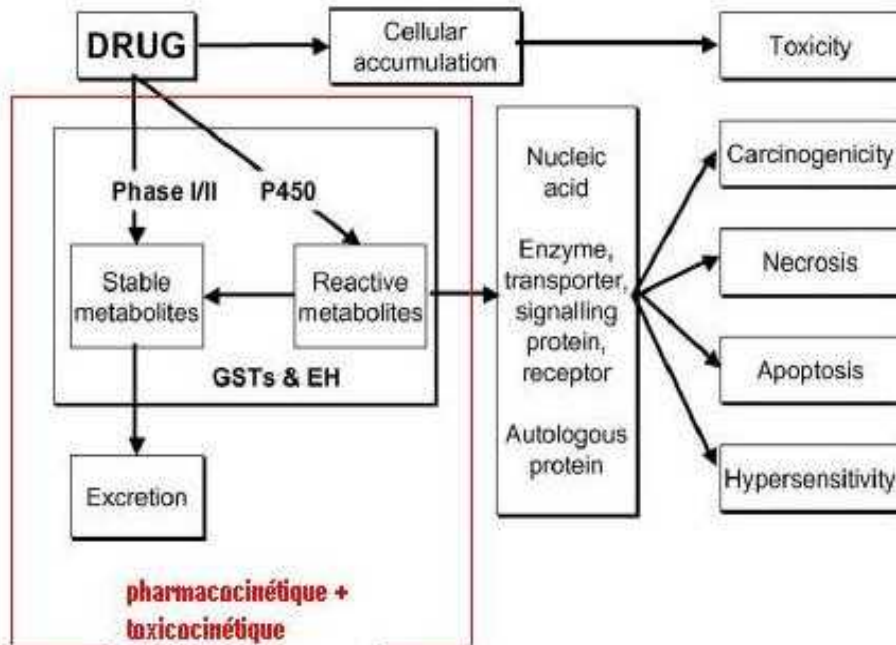 DRUG
Cellular
accumulation
Toxicity
Phase I/II
P450
Stable
metabolites
Reactive
metabolites
GSTs & EH
Excretion
Nucleic
acid
Enzyme,
transporter,
signalling
protein,
receptor
Autologous
protein
Carcinogenicity
Necrosis
Apoptosis
Hypersensitivity
pharmacocinétique +
toxicocinétique